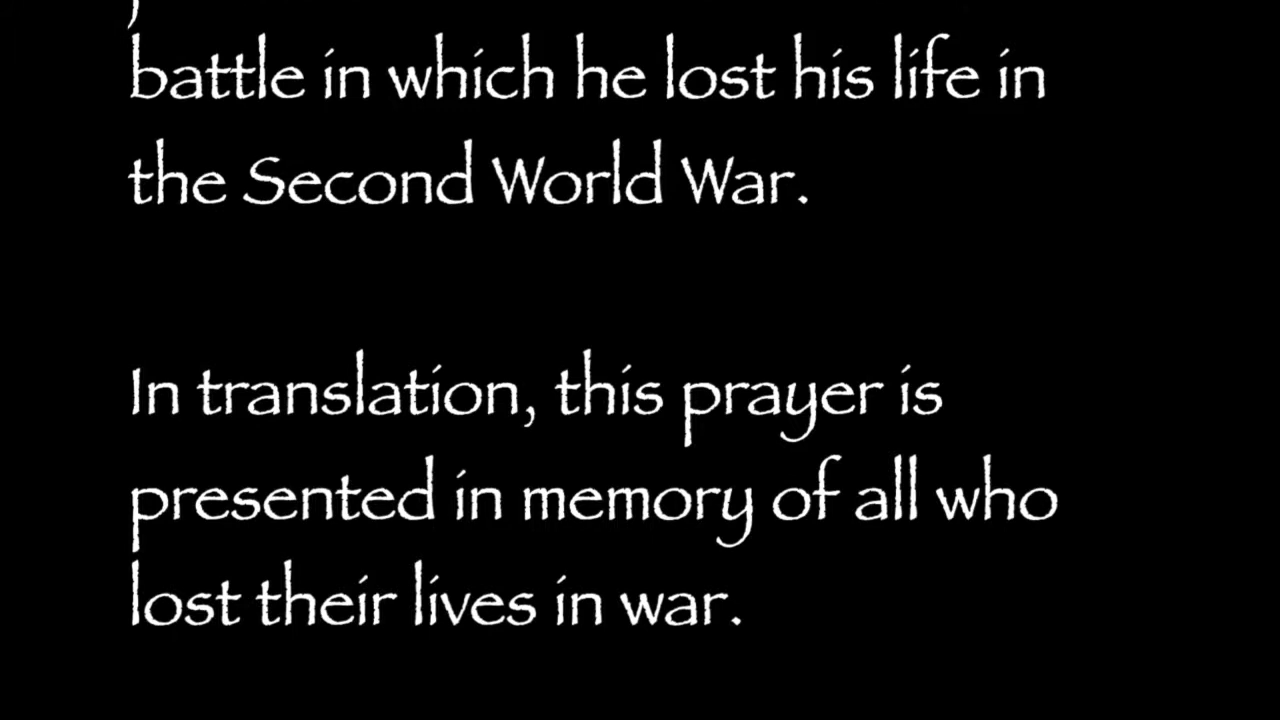 battle in which he lost his life in
the Second World War.
In translation, this prayer is
presented in memory of all who
lost their lives in war.